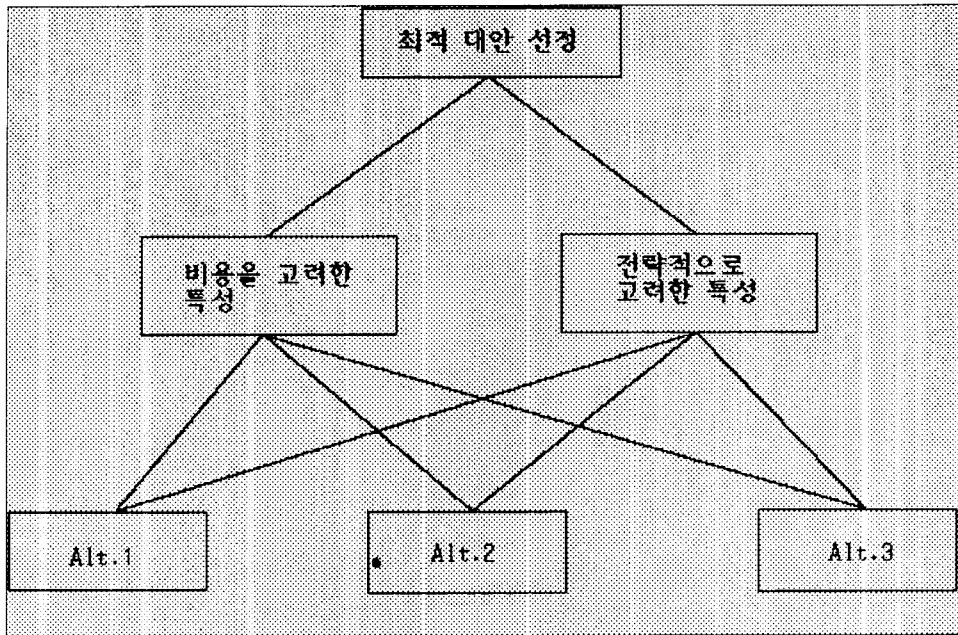 최적 대안 선정
비용을 고려한
특성
전략적으로
고려한 특성
Alt.1
Alt.2
Alt.3